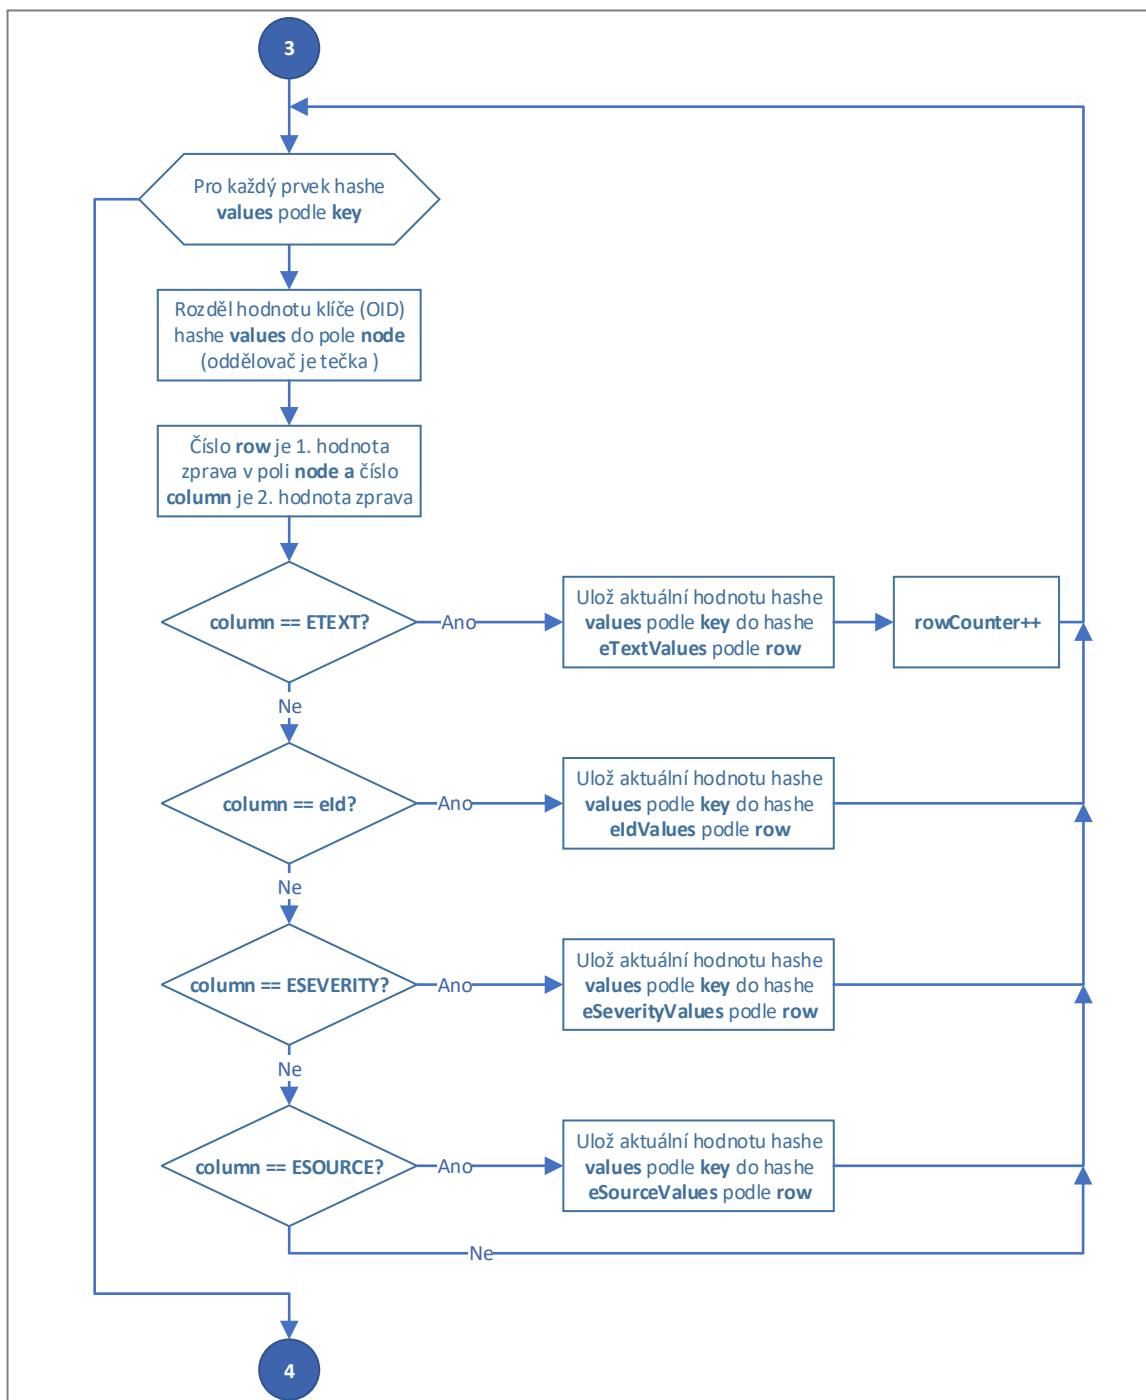 3
Pro každý prvek hashe
values podle key
Rozděl hodnotu klíče (OID)
hashe values do pole node
(oddělovač je tečka )
Číslo row je 1. hodnota
zprava v poli node a číslo
column je 2. hodnota zprava
column == ETEXT?
Ano
Ulož aktuální hodnotu hashe
values podle key do hashe
eTextValues podle row
rowCounter++
Ne
column == eId?
Ano
Ulož aktuální hodnotu hashe
values podle key do hashe
eIdValues podle row
Ne
column == ESEVERITY?
Ano
Ulož aktuální hodnotu hashe
values podle key do hashe
eSeverityValues podle row
Ne
column == ESOURCE?
Ano
Ulož aktuální hodnotu hashe
values podle key do hashe
eSourceValues podle row
Ne
4